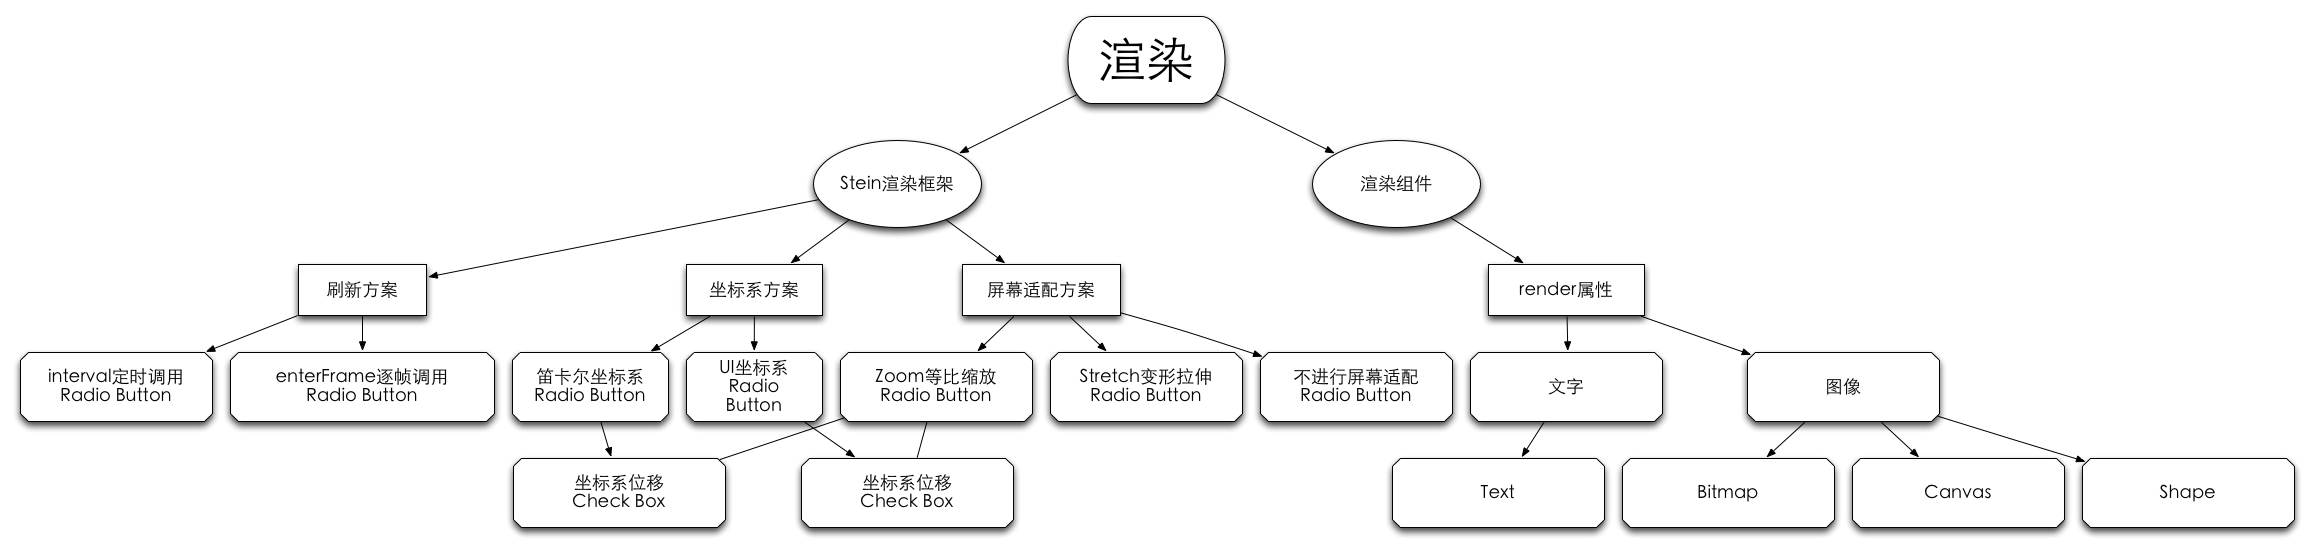 渲染
Stein渲染框架
渲染组件
刷新方案
坐标系方案
屏幕适配方案
render属性
interval定时调用
Radio Button
enterFrame逐帧调用
Radio Button
笛卡尔坐标系
Radio Button
UI坐标系
Radio
Button
Zoom等比缩放
Radio Button
Stretch变形拉伸
Radio Button
不进行屏幕适配
Radio Button
文字
图像
坐标系位移
Check Box
坐标系位移
Check Box
Text
Bitmap
Canvas
Shape